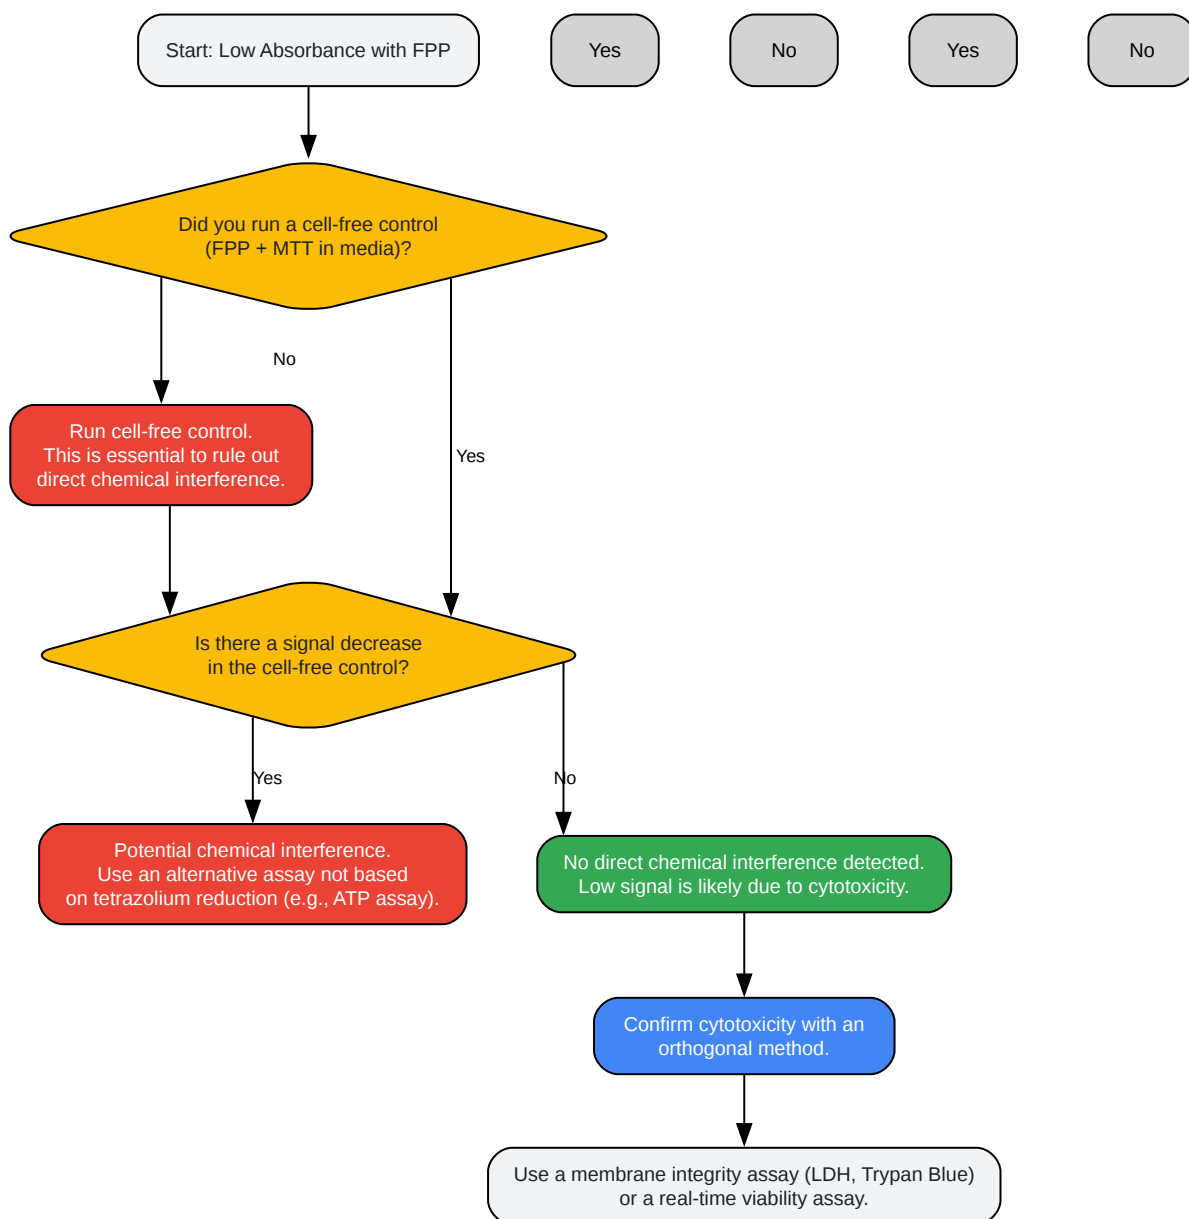 Start: Low Absorbance with FPP
Yes
No
Yes
No
Did you run a cell-free control
(FPP + MTT in media)?
No
Run cell-free control.
This is essential to rule out
direct chemical interference.
Yes
Is there a signal decrease
in the cell-free control?
Yes
No
Potential chemical interference.
Use an alternative assay not based
on tetrazolium reduction (e.g., ATP assay).
No direct chemical interference detected.
Low signal is likely due to cytotoxicity.
Confirm cytotoxicity with an
orthogonal method.
Use a membrane integrity assay (LDH, Trypan Blue)
or a real-time viability assay.